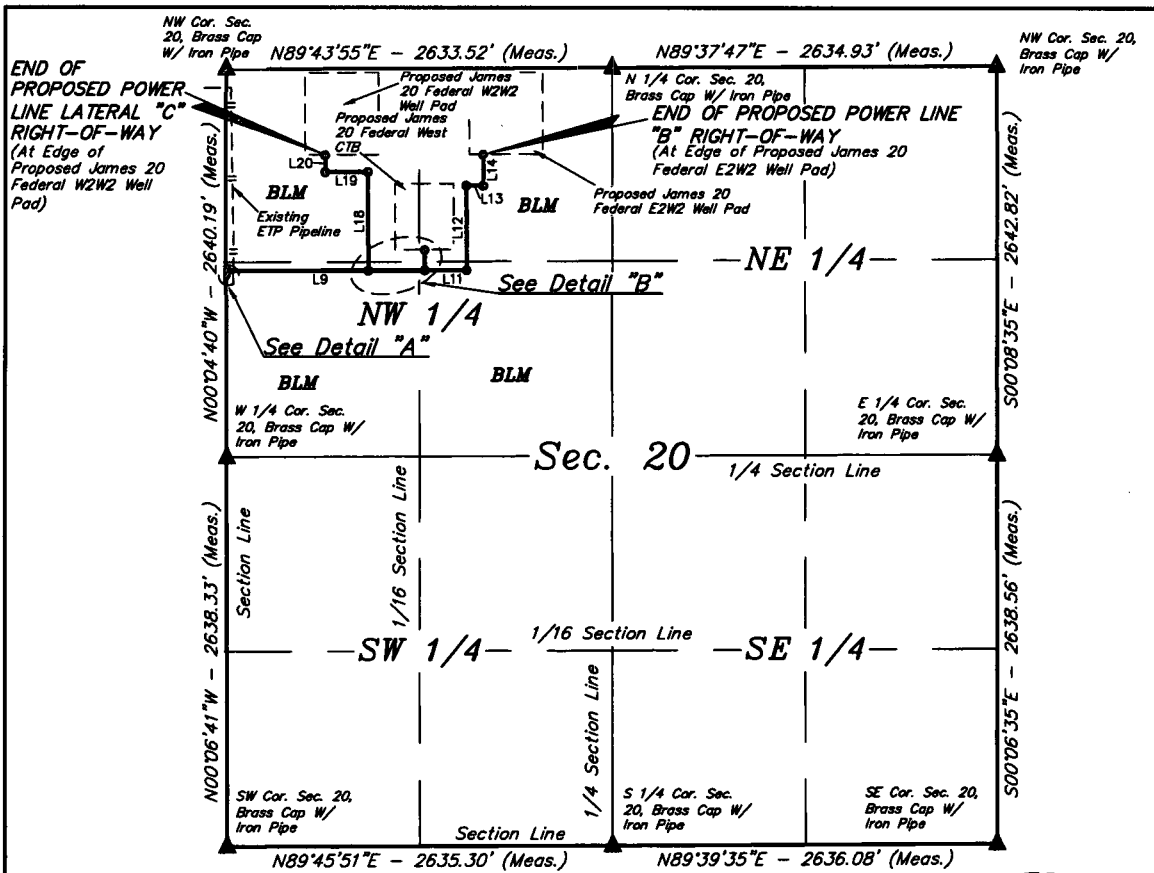 NW Cor. Sec.
20, Brass Cap
W/ Iron Pipe
N89°43'55"E - 2633.52' (Meas.)
N89°37'47"E - 2634.93' (Meas.)
NW Cor. Sec. 20,
Brass Cap W/
Iron Pipe
END OF
PROPOSED POWER
LINE LATERAL "C"
RIGHT-OF-WAY
(At Edge of
Proposed James 20
Federal W2W2 Well
Pad)
Proposed James
20 Federal W2W2
Well Pad
Proposed James
20 Federal West
CTB
N 1/4 Cor. Sec. 20,
Brass Cap W/ Iron Pipe
END OF PROPOSED POWER LINE
"B" RIGHT-OF-WAY
(At Edge of Proposed James 20
Federal E2W2 Well Pad)
Proposed James 20
Federal E2W2 Well Pad
L20
L19
L18
L14
L13
L12
L9
L11
BLM
BLM
Existing
ETP Pipeline
N00°04'40"W - 2640.19' (Meas.)
S00°08'35"E - 2642.82' (Meas.)
NE 1/4
See Detail "B"
NW 1/4
See Detail "A"
BLM
BLM
W 1/4 Cor. Sec.
20, Brass Cap W/
Iron Pipe
E 1/4 Cor. Sec.
20, Brass Cap W/
Iron Pipe
Sec. 20
1/4 Section Line
Section Line
1/16 Section Line
N00°06'41"W - 2638.33' (Meas.)
S00°06'35"E - 2638.56' (Meas.)
1/16 Section Line
SW 1/4
SE 1/4
1/4 Section Line
SW Cor. Sec. 20,
Brass Cap W/
Iron Pipe
S 1/4 Cor. Sec.
20, Brass Cap W/
Iron Pipe
SE Cor. Sec. 20,
Brass Cap W/
Iron Pipe
Section Line
N89°45'51"E - 2635.30' (Meas.)
N89°39'35"E - 2636.08' (Meas.)